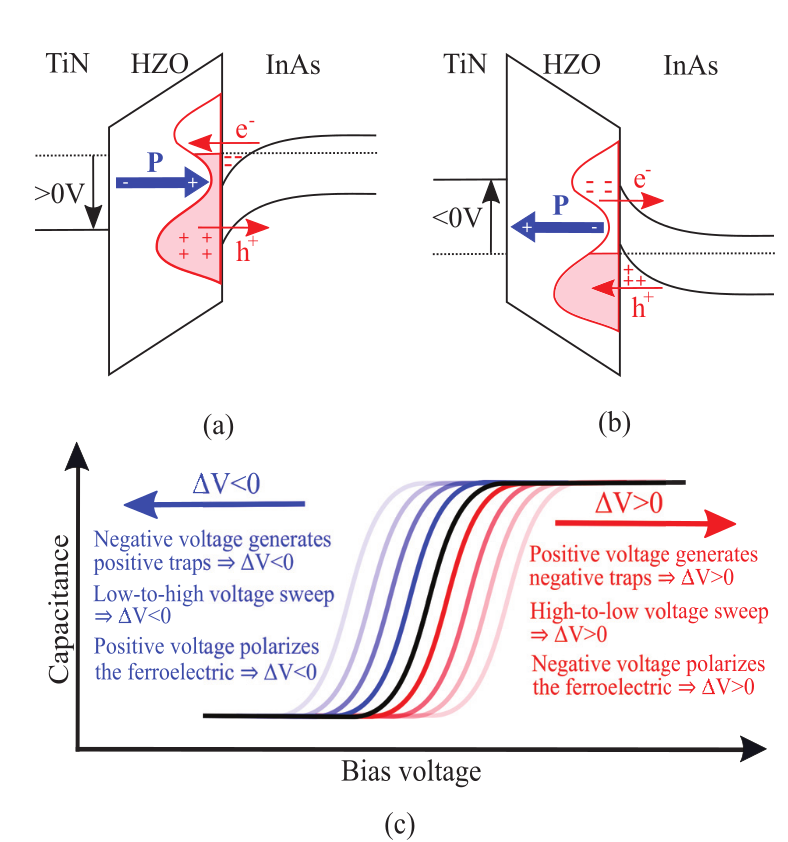 TiN HZO InAs
e⁻
- -
- -
P
- +
>0V
+ +
+ +
h⁺
(a)
TiN HZO InAs
- -
- -
e⁻
P
+ -
<0V
+
++
h⁺
(b)
Capacitance
ΔV<0
Negative voltage generates
positive traps ⇒ ΔV<0
Low-to-high voltage sweep
⇒ ΔV<0
Positive voltage polarizes
the ferroelectric ⇒ ΔV<0
ΔV>0
Positive voltage generates
negative traps ⇒ ΔV>0
High-to-low voltage sweep
⇒ ΔV>0
Negative voltage polarizes
the ferroelectric ⇒ ΔV>0
Bias voltage
(c)